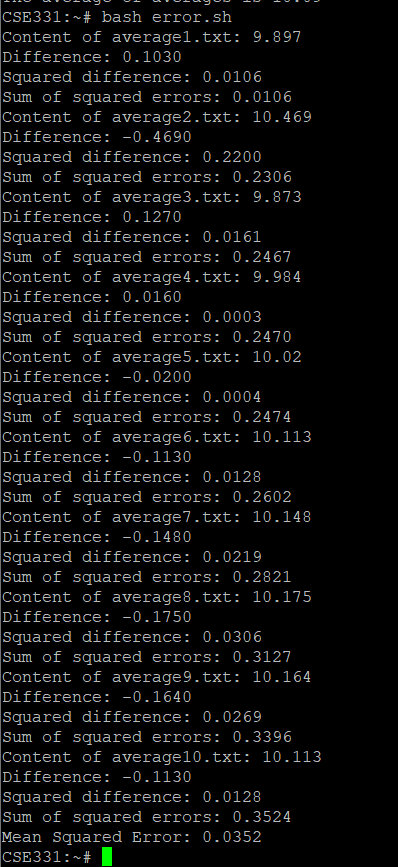 The average of averages is 10.09
CSE331:~# bash error.sh
Content of average1.txt: 9.897
Difference: 0.1030
Squared difference: 0.0106
Sum of squared errors: 0.0106
Content of average2.txt: 10.469
Difference: -0.4690
Squared difference: 0.2200
Sum of squared errors: 0.2306
Content of average3.txt: 9.873
Difference: 0.1270
Squared difference: 0.0161
Sum of squared errors: 0.2467
Content of average4.txt: 9.984
Difference: 0.0160
Squared difference: 0.0003
Sum of squared errors: 0.2470
Content of average5.txt: 10.02
Difference: -0.0200
Squared difference: 0.0004
Sum of squared errors: 0.2474
Content of average6.txt: 10.113
Difference: -0.1130
Squared difference: 0.0128
Sum of squared errors: 0.2602
Content of average7.txt: 10.148
Difference: -0.1480
Squared difference: 0.0219
Sum of squared errors: 0.2821
Content of average8.txt: 10.175
Difference: -0.1750
Squared difference: 0.0306
Sum of squared errors: 0.3127
Content of average9.txt: 10.164
Difference: -0.1640
Squared difference: 0.0269
Sum of squared errors: 0.3396
Content of average10.txt: 10.113
Difference: -0.1130
Squared difference: 0.0128
Sum of squared errors: 0.3524
Mean Squared Error: 0.0352
CSE331:~#